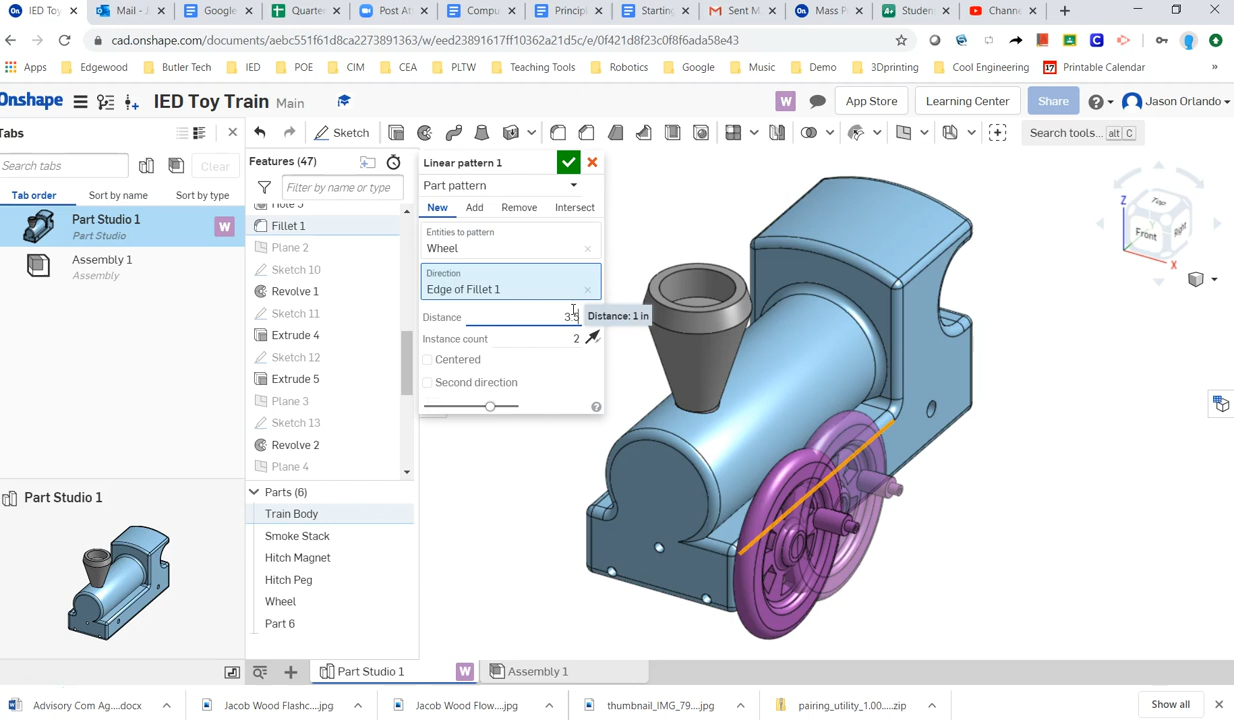 IED Toy
Mail - J
Google
Quarte
Post Att
Compu
Princip
Starting
Sent M
Mass P
Studen
Channe
cad.onshape.com/documents/aebc551f61d8ca2273891363/w/eed23891617ff10362a21d5c/e/0f421d8f23c0f8f6ada58e43
Apps Edgewood Butler Tech IED POE CIM CEA PLTW Teaching Tools Robotics Google Music Demo 3Dprinting Cool Engineering 17 Printable Calendar »
Onshape IED Toy Train Main W App Store Learning Center Share Jason Orlando
Tabs
Sketch
Search tools... alt C
Search tabs
Clear
Tab order Sort by name Sort by type
Part Studio 1
Part Studio
W
Assembly 1
Assembly
Part Studio 1
Features (47)
Filter by name or type
Hole 3
Fillet 1
Plane 2
Sketch 10
Revolve 1
Sketch 11
Extrude 4
Sketch 12
Extrude 5
Plane 3
Sketch 13
Revolve 2
Plane 4
Parts (6)
Train Body
Smoke Stack
Hitch Magnet
Hitch Peg
Wheel
Part 6
Linear pattern 1
Part pattern
New Add Remove Intersect
Entities to pattern
Wheel
Direction
Edge of Fillet 1
Distance 3.5
Distance: 1 in
Instance count 2
Centered
Second direction
Z
Top
Front
Right
X
Part Studio 1 W Assembly 1
Advisory Com Ag....docx
Jacob Wood Flashc....jpg
Jacob Wood Flow....jpg
thumbnail_IMG_79....jpg
pairing_utility_1.00....zip
Show all